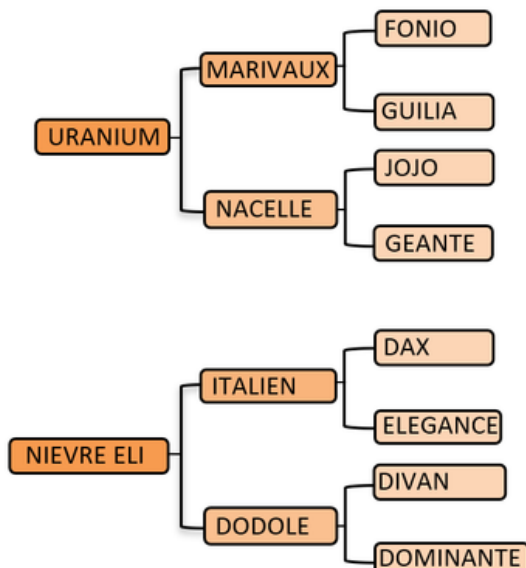 FONIO
MARIVAUX
GUILIA
URANIUM
JOJO
NACELLE
GEANTE
DAX
ITALIEN
ELEGANCE
NIEVRE ELI
DIVAN
DODOLE
DOMINANTE